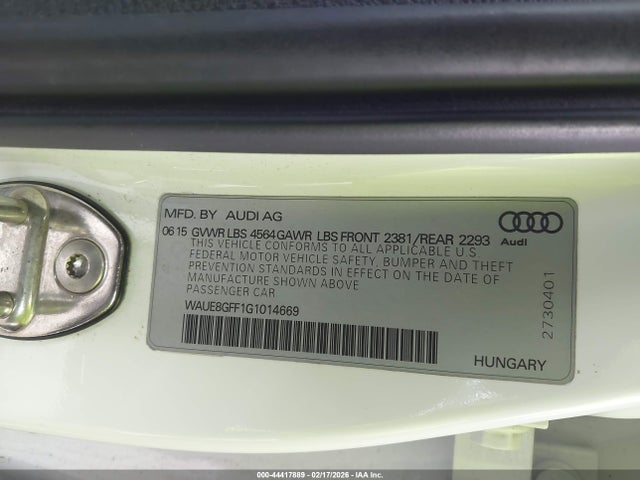 MFD. BY AUDI AG
06 15 GVWR LBS 4564 GAWR LBS FRONT 2381/REAR 2293 Audi
THIS VEHICLE CONFORMS TO ALL APPLICABLE U.S
FEDERAL MOTOR VEHICLE SAFETY, BUMPER AND THEFT
PREVENTION STANDARDS IN EFFECT ON THE DATE OF
MANUFACTURE SHOWN ABOVE
PASSENGER CAR
WAUE8GFF1G1014669
2730401
HUNGARY
000-44417889 - 02/17/2026 - IAA Inc.